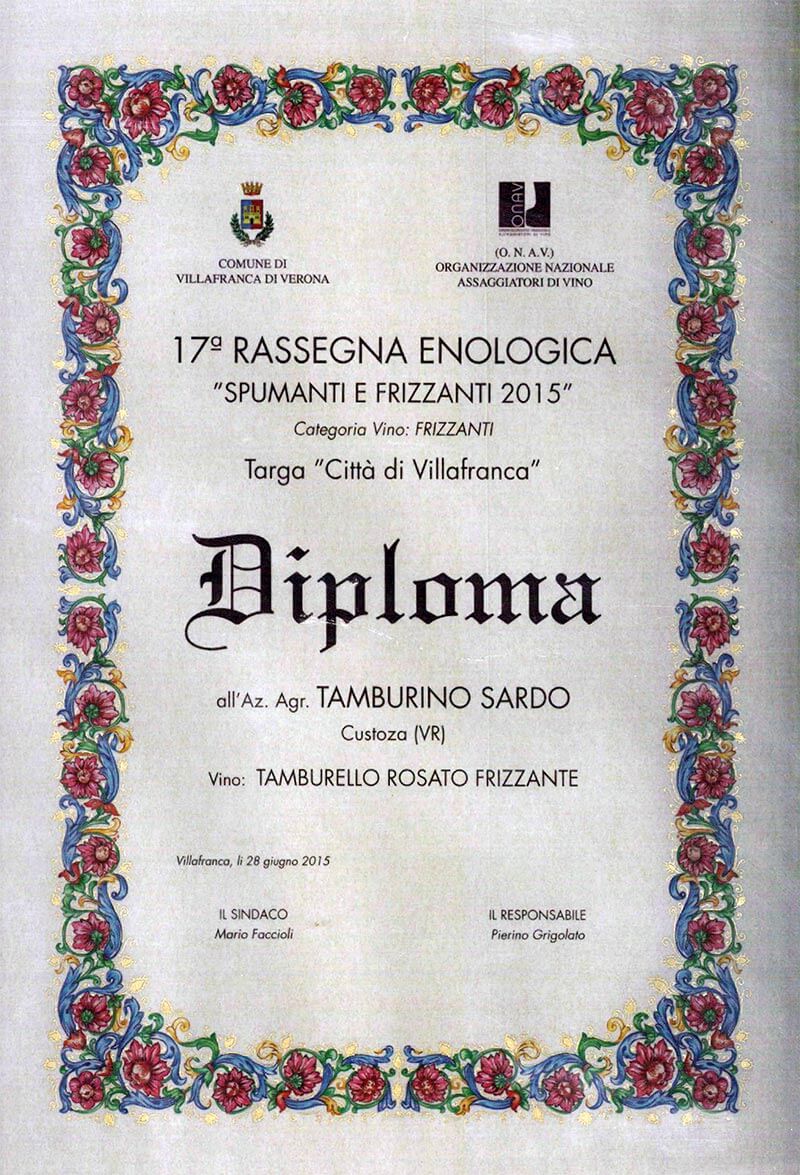 COMUNE DI
VILLAFRANCA DI VERONA
ONAV
(O. N. A.V.)
ORGANIZZAZIONE NAZIONALE
ASSAGGIATORI DI VINO
17ª RASSEGNA ENOLOGICA
"SPUMANTI E FRIZZANTI 2015"
Categoria Vino: FRIZZANTI
Targa "Città di Villafranca"
Diploma
all'Az. Agr. TAMBURINO SARDO
Custoza (VR)
Vino: TAMBURELLO ROSATO FRIZZANTE
Villafranca, li 28 giugno 2015
IL SINDACO
Mario Faccioli
IL RESPONSABILE
Pierino Grigolato